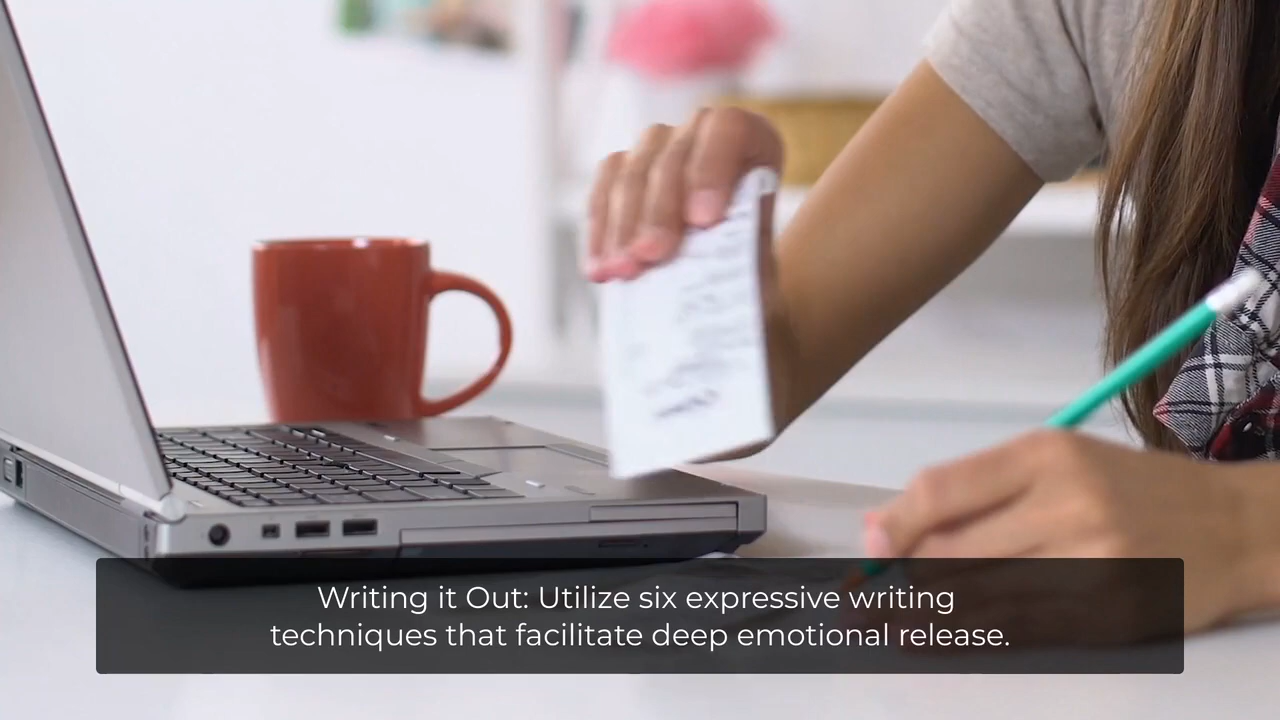 Writing it Out: Utilize six expressive writing
techniques that facilitate deep emotional release.